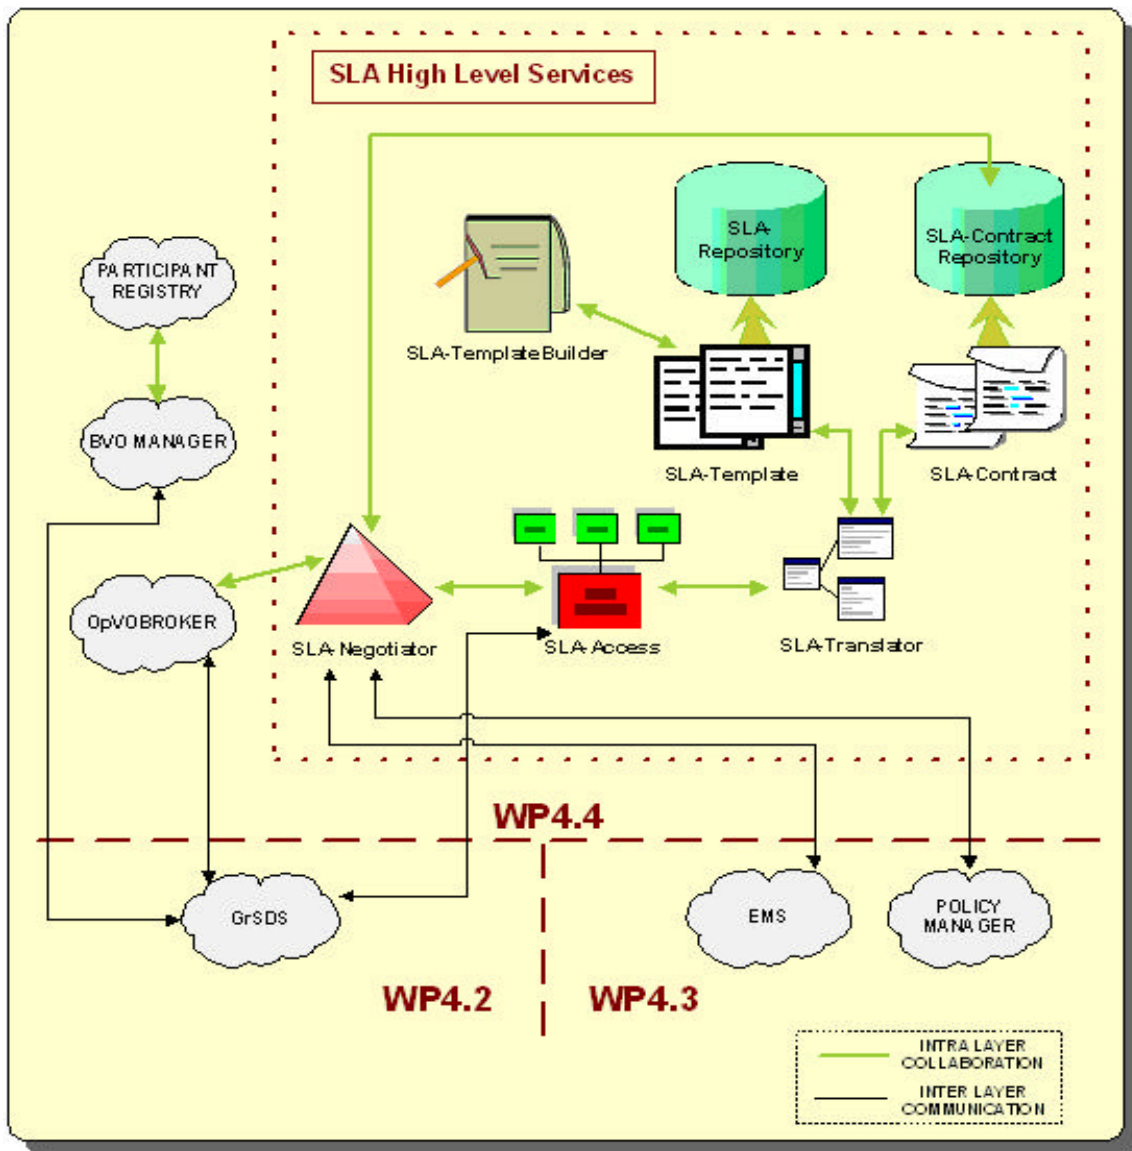 SLA High Level Services
SLA-
Repository
SLA-Contract
Repository
PARTICIPANT
REGISTRY
SLA-TemplateBuilder
BVO MANAGER
SLA-Template
SLA-Contract
OpVOBROKER
SLA-Negotiator
SLA-Access
SLA-Translator
WP4.4
GrSDS
EMS
POLICY
MANAGER
WP4.2
WP4.3
INTRA LAYER
COLLABORATION
INTER LAYER
COMMUNICATION